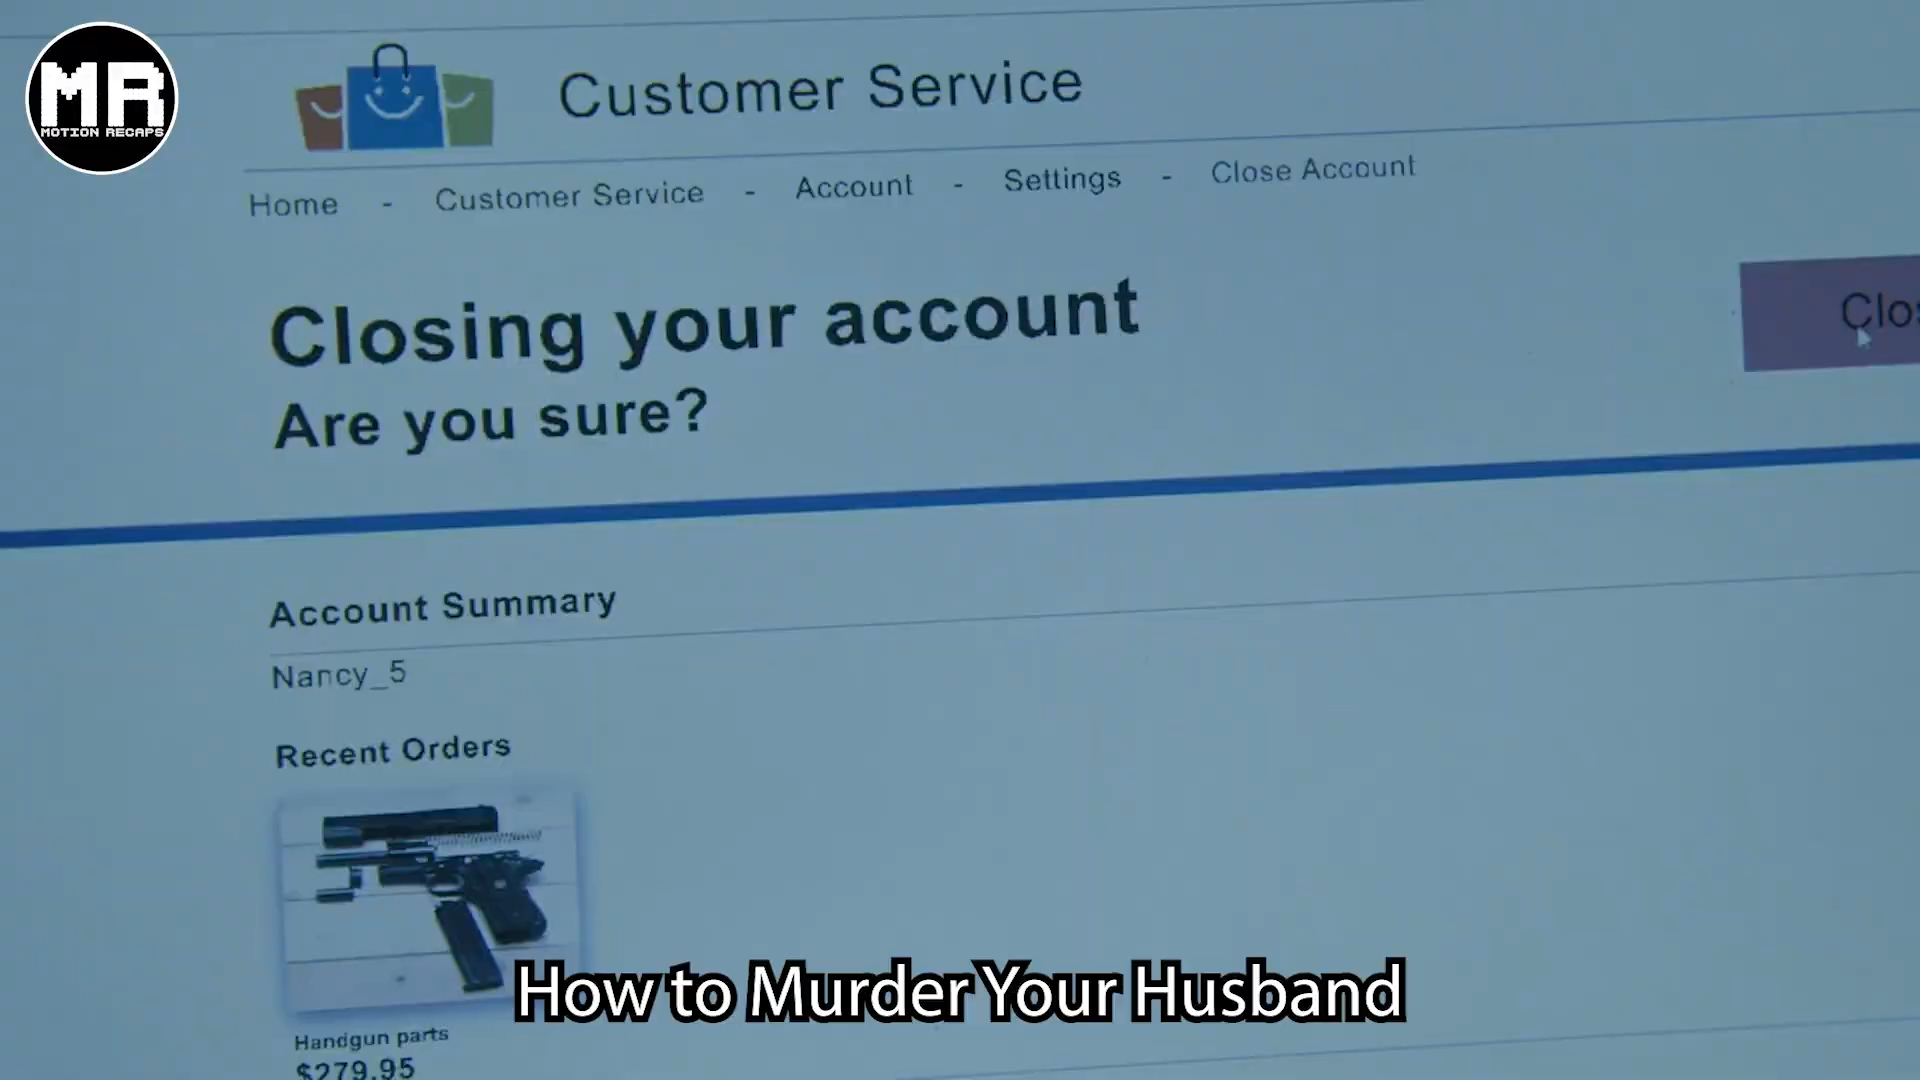 MR
MOTION RECAPS
Customer Service
Home - Customer Service - Account - Settings - Close Account
Closing your account
Are you sure?
Account Summary
Nancy_5
Recent Orders
Handgun parts
$279.95
How to Murder Your Husband